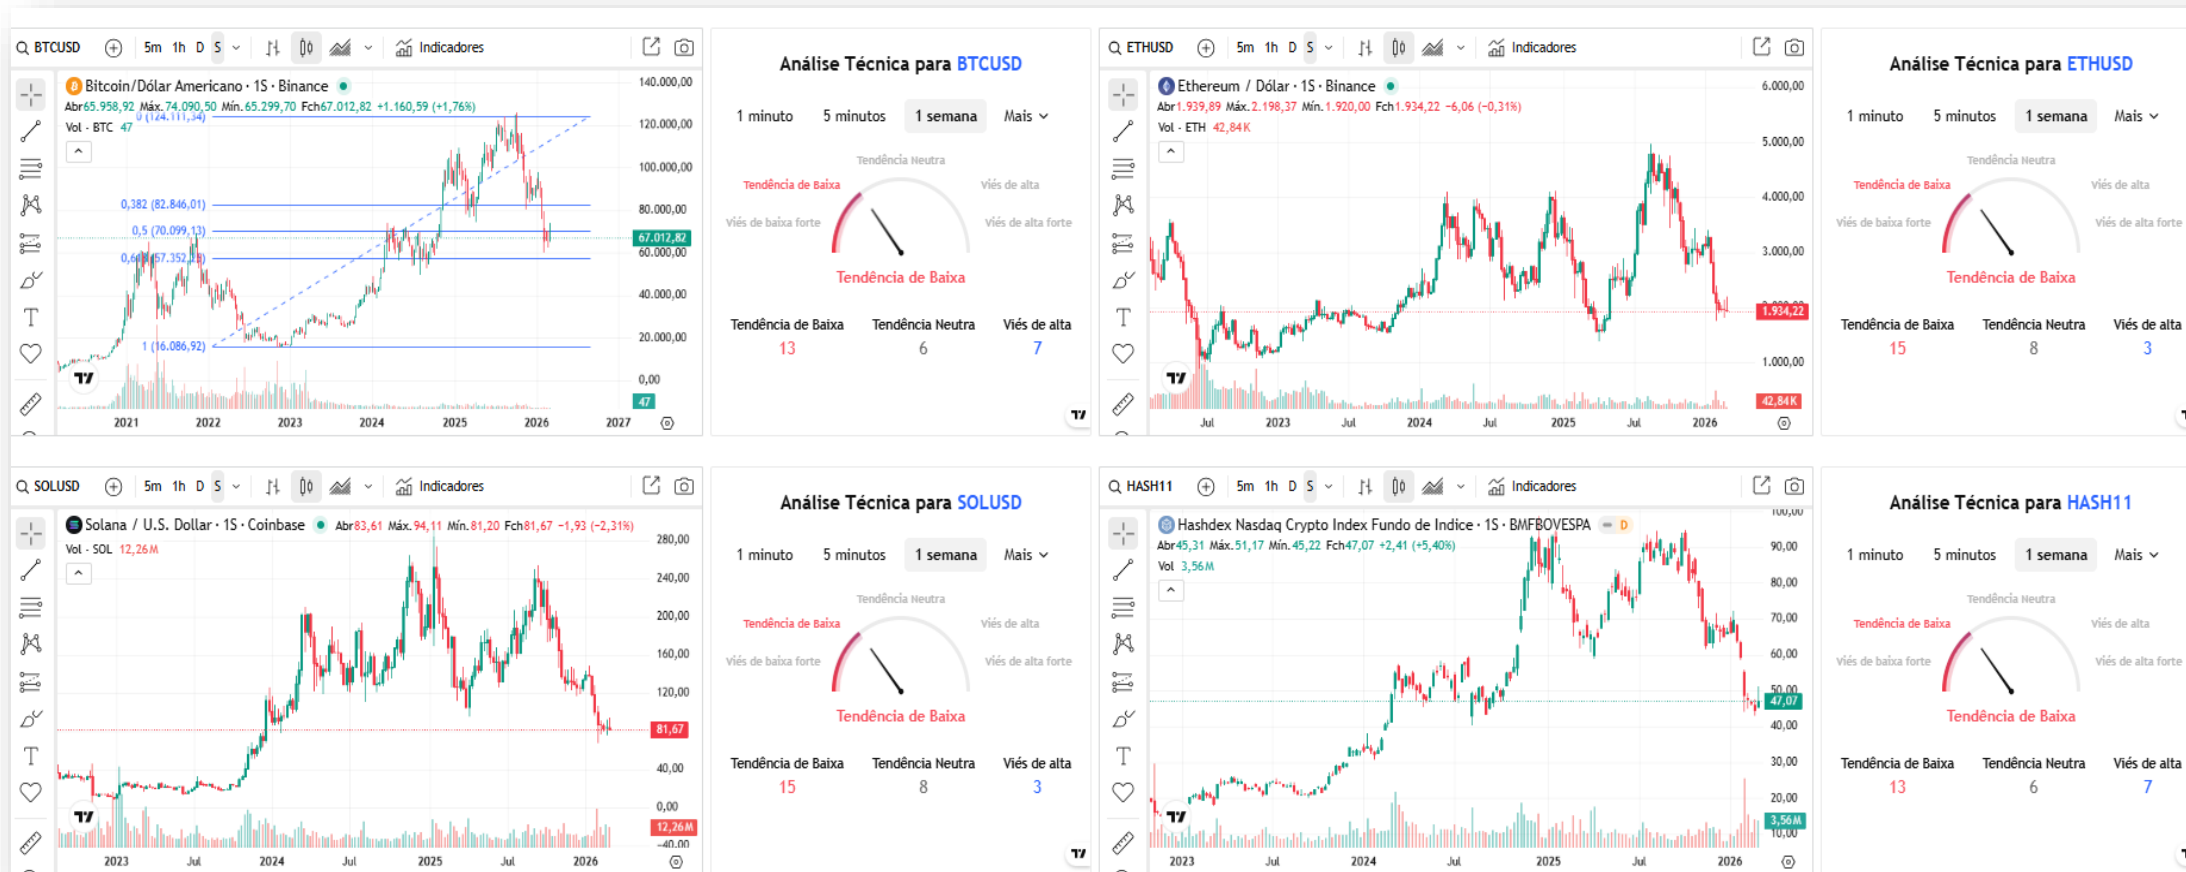 BTCUSD 5m 1h D S Indicadores
Bitcoin/Dólar Americano · 1S · Binance
Abr65.958,92 Máx.74.090,50 Mín.65.299,70 Fch67.012,82 +1.160,59 (+1,76%)
0 (124.111,34)
Vol · BTC 47
0,382 (82.846,01)
0,5 (70.099,13)
1 (16.086,92)
140.000,00
120.000,00
100.000,00
80.000,00
67.012,82
60.000,00
40.000,00
20.000,00
0,00
47
2021 2022 2023 2024 2025 2026 2027
Análise Técnica para BTCUSD
1 minuto 5 minutos 1 semana Mais
Tendência Neutra
Tendência de Baixa Viés de alta
Viés de baixa forte Viés de alta forte
Tendência de Baixa
Tendência de Baixa Tendência Neutra Viés de alta
13 6 7
ETHUSD 5m 1h D S Indicadores
Ethereum / Dólar · 1S · Binance
Abr1.939,89 Máx.2.198,37 Mín.1.920,00 Fch1.934,22 −6,06 (−0,31%)
Vol · ETH 42,84K
6.000,00
5.000,00
4.000,00
3.000,00
1.934,22
1.000,00
42,84K
Jul 2023 Jul 2024 Jul 2025 Jul 2026
Análise Técnica para ETHUSD
1 minuto 5 minutos 1 semana Mais
Tendência Neutra
Tendência de Baixa Viés de alta
Viés de baixa forte Viés de alta forte
Tendência de Baixa
Tendência de Baixa Tendência Neutra Viés de alta
15 8 3
SOLUSD 5m 1h D S Indicadores
Solana / U.S. Dollar · 1S · Coinbase Abr83,61 Máx.94,11 Mín.81,20 Fch81,67 −1,93 (−2,31%)
Vol · SOL 12,26M
280,00
240,00
200,00
160,00
120,00
81,67
40,00
0,00
12,26M
−40,00
2023 Jul 2024 Jul 2025 Jul 2026
Análise Técnica para SOLUSD
1 minuto 5 minutos 1 semana Mais
Tendência Neutra
Tendência de Baixa Viés de alta
Viés de baixa forte Viés de alta forte
Tendência de Baixa
Tendência de Baixa Tendência Neutra Viés de alta
15 8 3
HASH11 5m 1h D S Indicadores
Hashdex Nasdaq Crypto Index Fundo de Indice · 1S · BMFBOVESPA D
Abr45,31 Máx.51,17 Mín.45,22 Fch47,07 +2,41 (+5,40%)
Vol 3,56M
100,00
90,00
80,00
70,00
60,00
50,00
47,07
40,00
30,00
20,00
3,56M
10,00
2023 Jul 2024 Jul 2025 Jul 2026
Análise Técnica para HASH11
1 minuto 5 minutos 1 semana Mais
Tendência Neutra
Tendência de Baixa Viés de alta
Viés de baixa forte Viés de alta forte
Tendência de Baixa
Tendência de Baixa Tendência Neutra Viés de alta
13 6 7